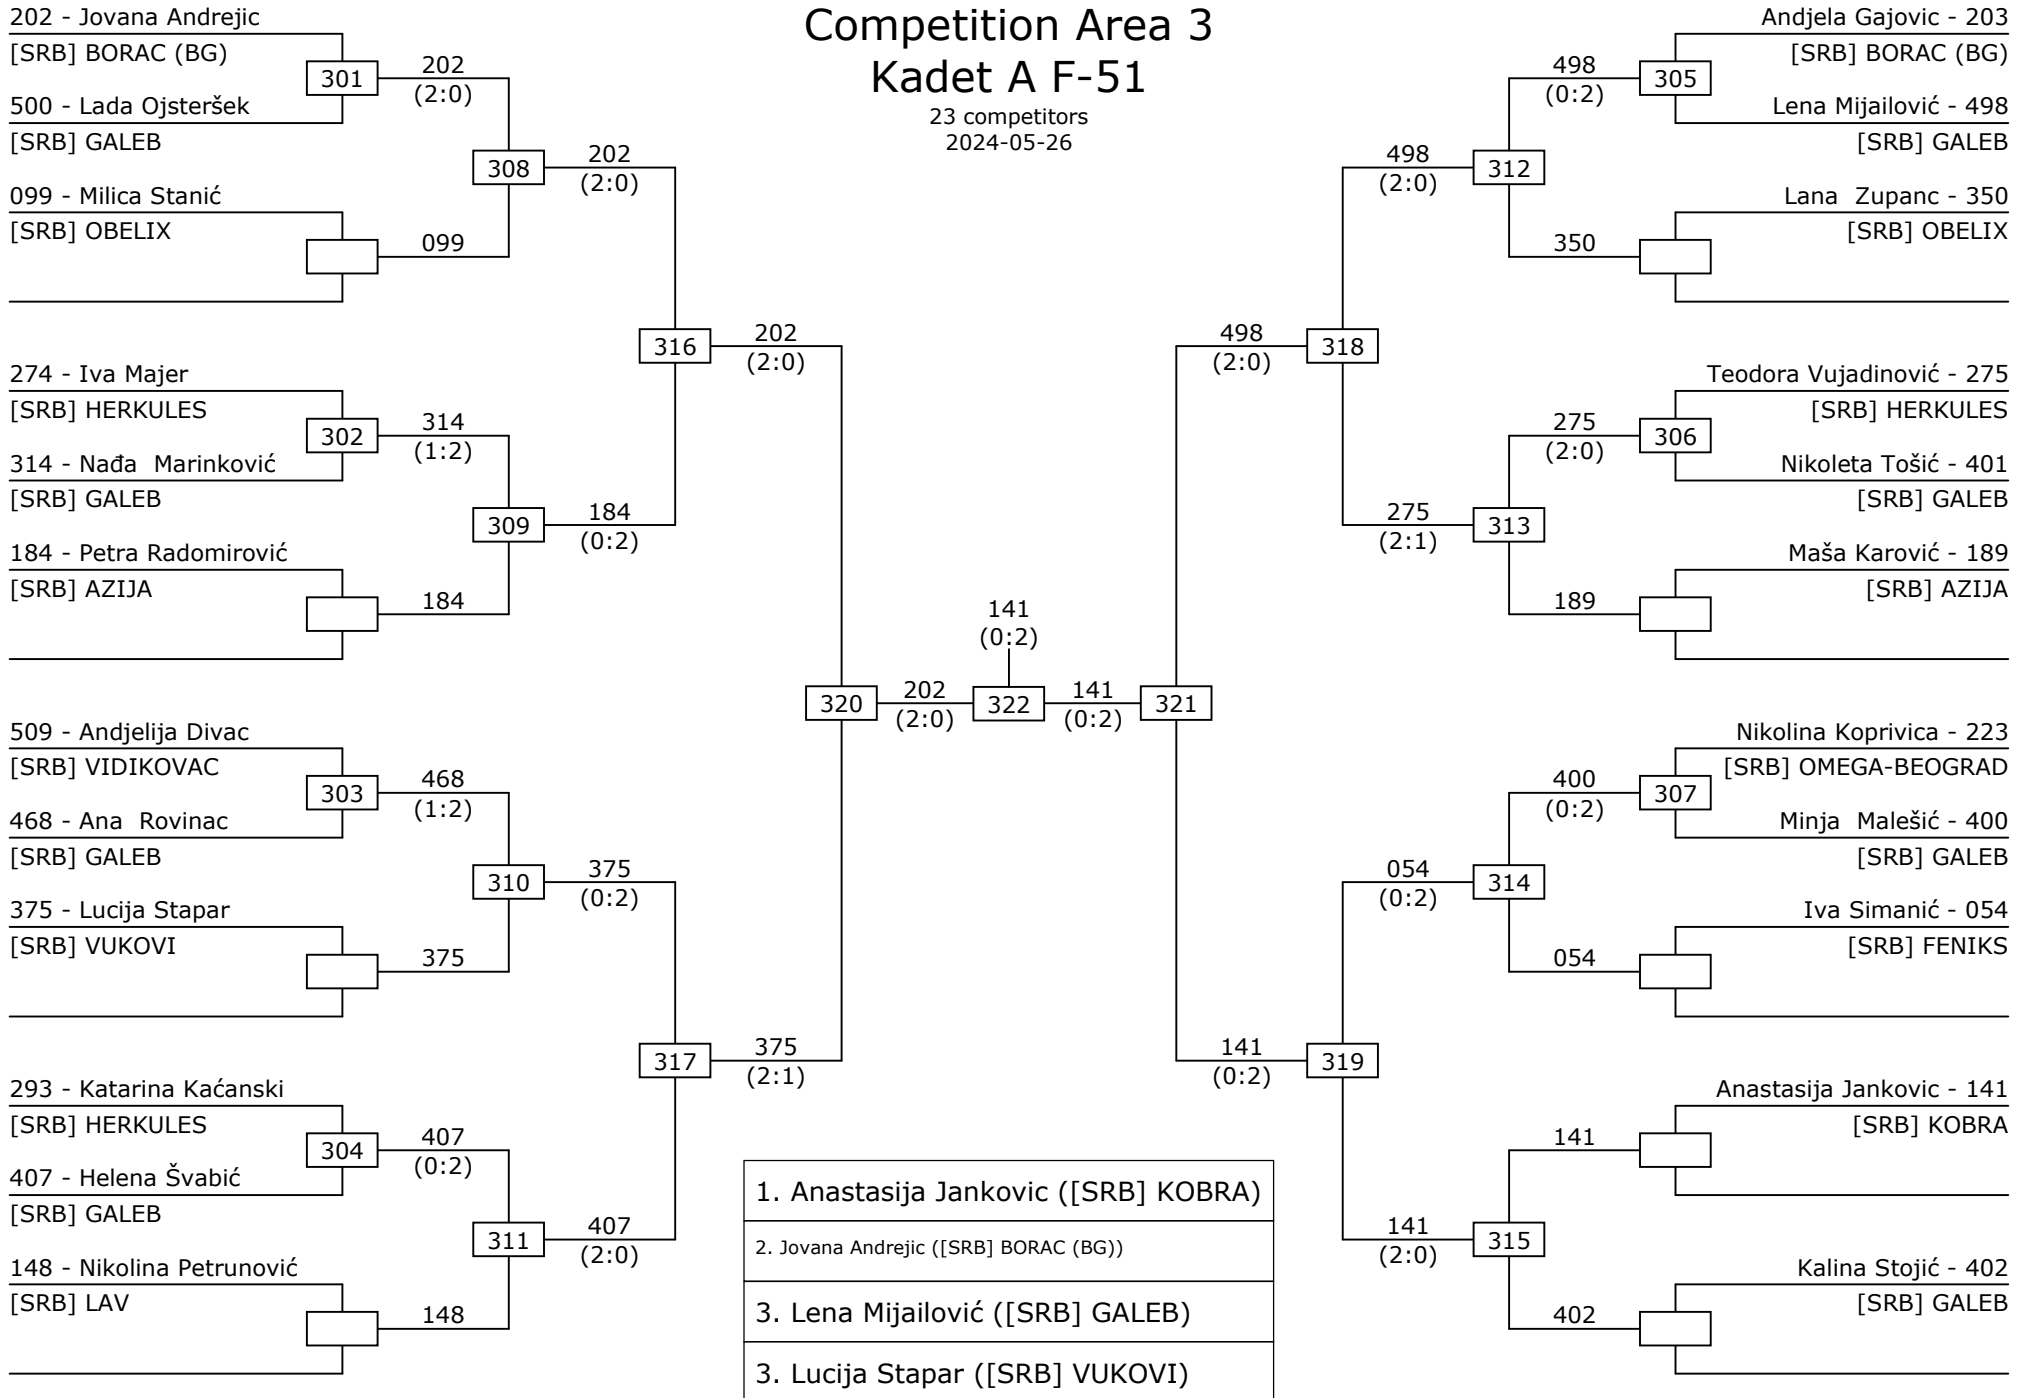 Competition Area 3
Kadet A F-51
23 competitors
2024-05-26
202 - Jovana Andrejic
[SRB] BORAC (BG)
301
202
(2:0)
500 - Lada Ojsteršek
[SRB] GALEB
308
202
(2:0)
099 - Milica Stanić
[SRB] OBELIX
099
316
202
(2:0)
274 - Iva Majer
[SRB] HERKULES
302
314
(1:2)
314 - Nađa  Marinković
[SRB] GALEB
309
184
(0:2)
184 - Petra Radomirović
[SRB] AZIJA
184
320
202
(2:0)
509 - Andjelija Divac
[SRB] VIDIKOVAC
303
468
(1:2)
468 - Ana  Rovinac
[SRB] GALEB
310
375
(0:2)
375 - Lucija Stapar
[SRB] VUKOVI
375
317
375
(2:1)
293 - Katarina Kaćanski
[SRB] HERKULES
304
407
(0:2)
407 - Helena Švabić
[SRB] GALEB
311
407
(2:0)
148 - Nikolina Petrunović
[SRB] LAV
148
141
(0:2)
322
Andjela Gajovic - 203
[SRB] BORAC (BG)
498
(0:2)
305
Lena Mijailović - 498
[SRB] GALEB
498
(2:0)
312
Lana  Zupanc - 350
[SRB] OBELIX
350
498
(2:0)
318
Teodora Vujadinović - 275
[SRB] HERKULES
275
(2:0)
306
Nikoleta Tošić - 401
[SRB] GALEB
275
(2:1)
313
Maša Karović - 189
[SRB] AZIJA
189
141
(0:2)
321
Nikolina Koprivica - 223
[SRB] OMEGA-BEOGRAD
400
(0:2)
307
Minja  Malešić - 400
[SRB] GALEB
054
(0:2)
314
Iva Simanić - 054
[SRB] FENIKS
054
141
(0:2)
319
Anastasija Jankovic - 141
[SRB] KOBRA
141
141
(2:0)
315
Kalina Stojić - 402
[SRB] GALEB
402
1. Anastasija Jankovic ([SRB] KOBRA)
2. Jovana Andrejic ([SRB] BORAC (BG))
3. Lena Mijailović ([SRB] GALEB)
3. Lucija Stapar ([SRB] VUKOVI)